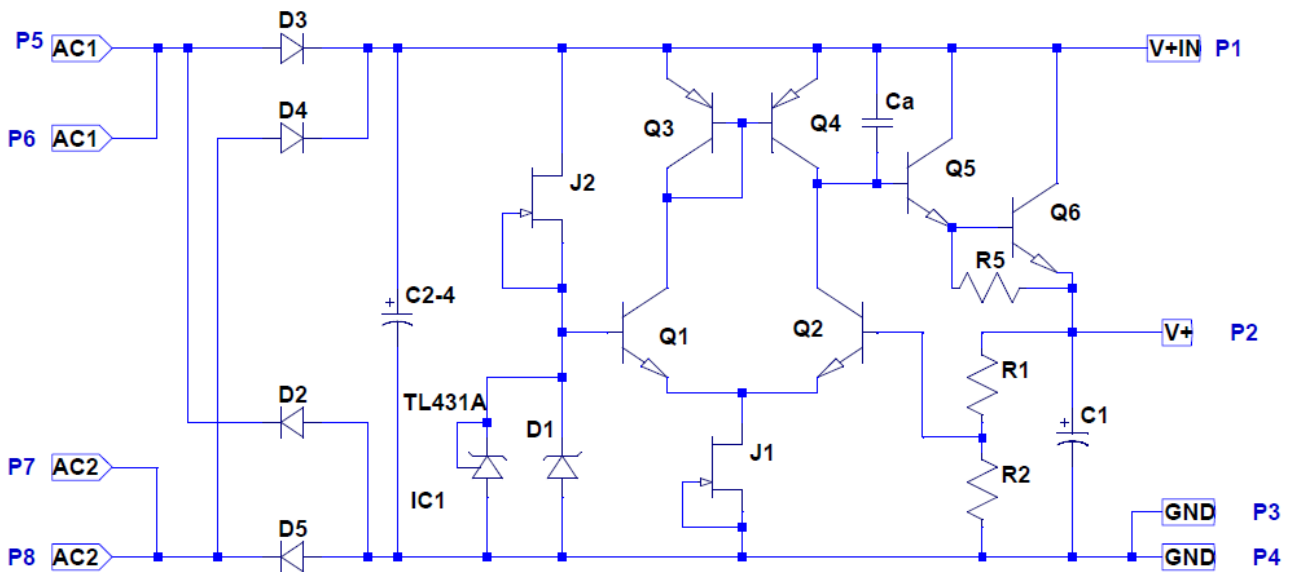 D3
P5 AC1
V+IN P1
D4
Ca
P6 AC1
Q3
Q4
Q5
J2
Q6
R5
C2-4
+
Q1
Q2
V+ P2
R1
D2
TL431A
D1
+
C1
J1
P7 AC2
R2
IC1
GND P3
D5
P8 AC2
GND P4